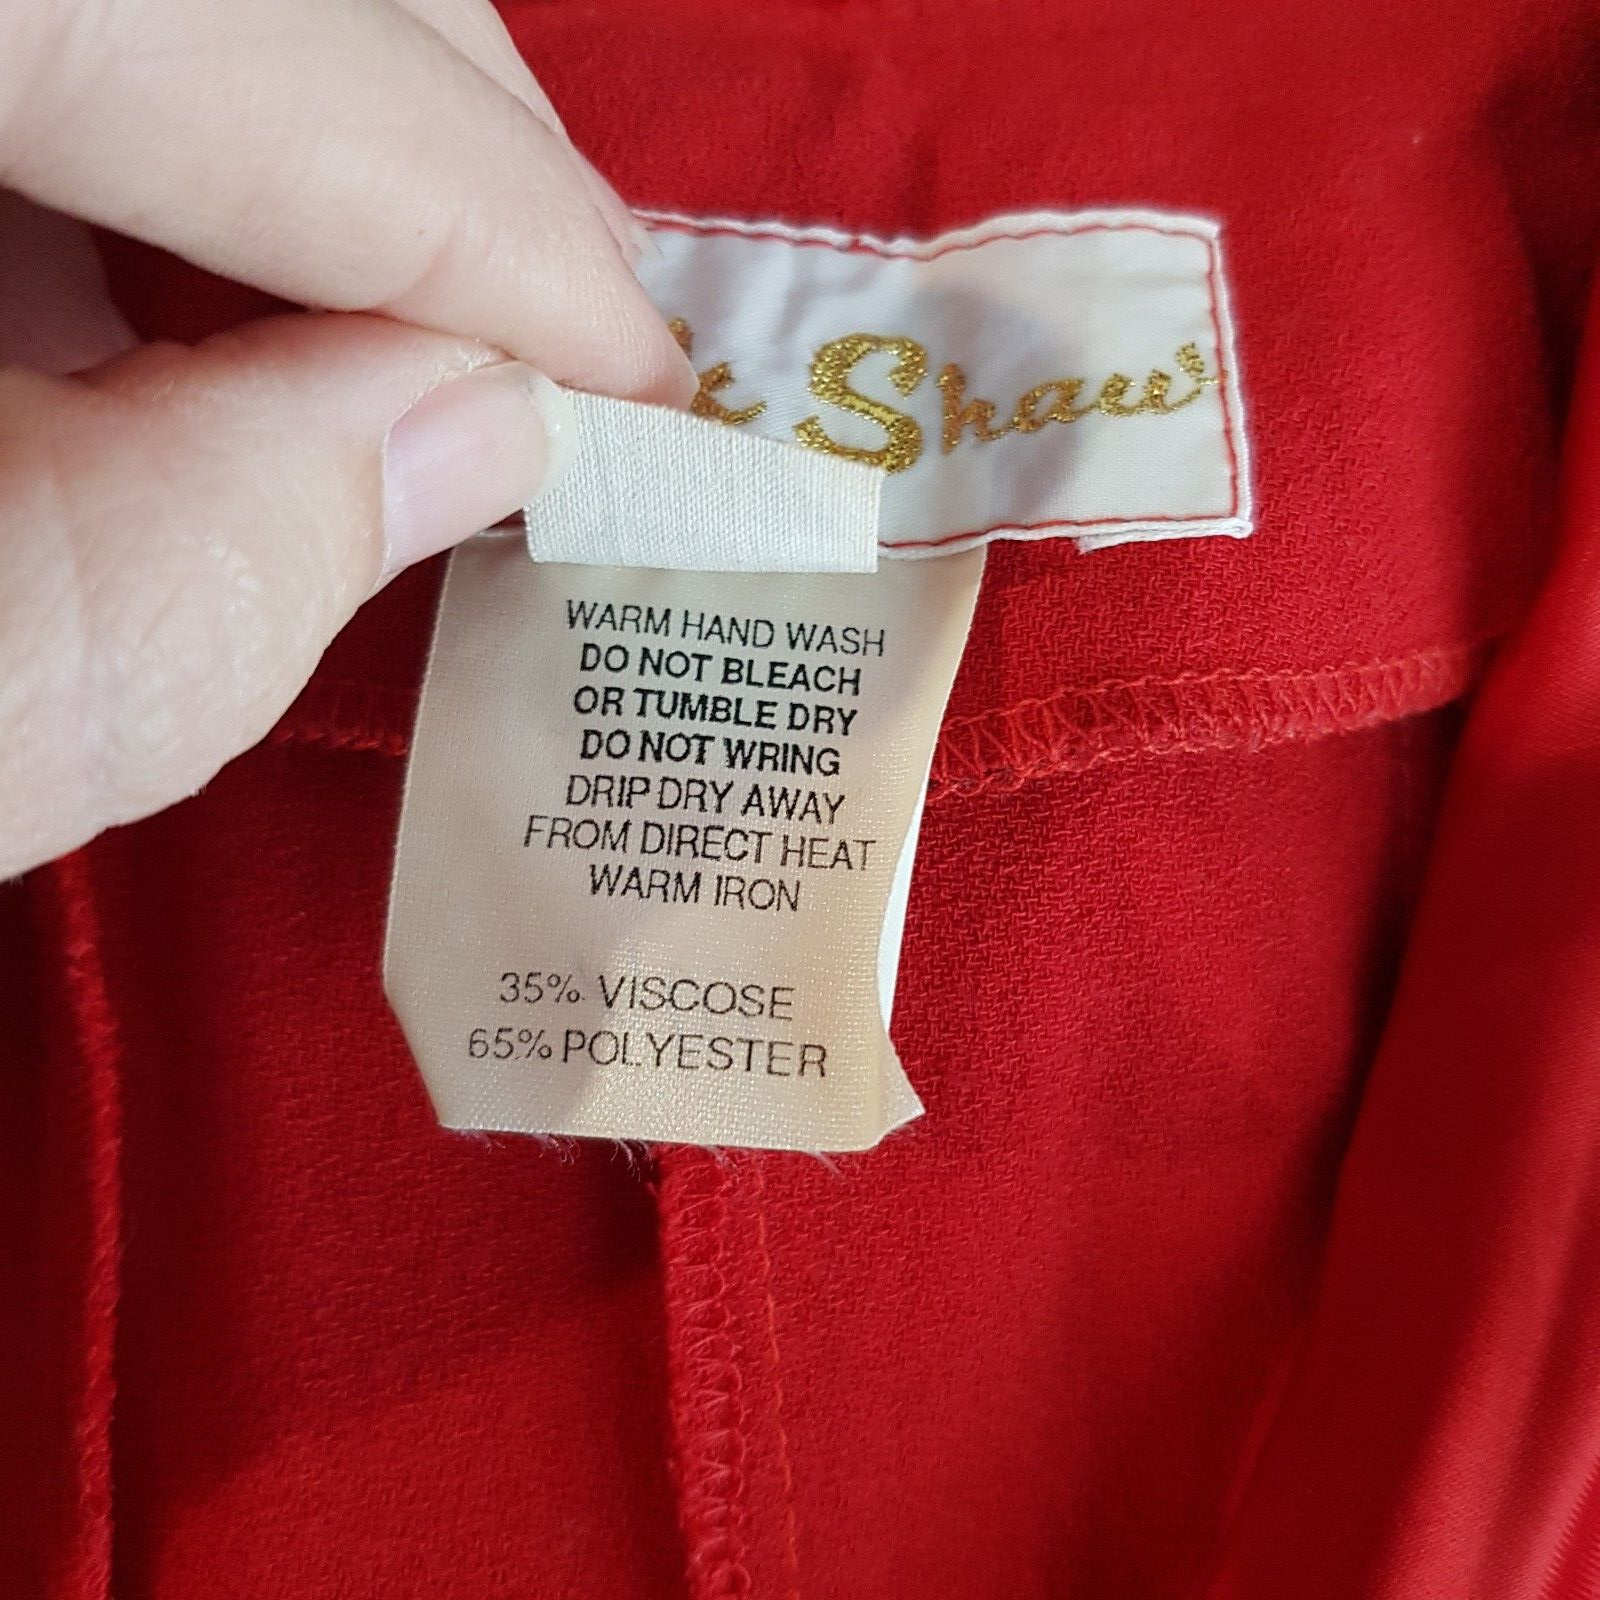 Shaw
WARM HAND WASH
DO NOT BLEACH
OR TUMBLE DRY
DO NOT WRING
DRIP DRY AWAY
FROM DIRECT HEAT
WARM IRON
35% VISCOSE
65% POLYESTER